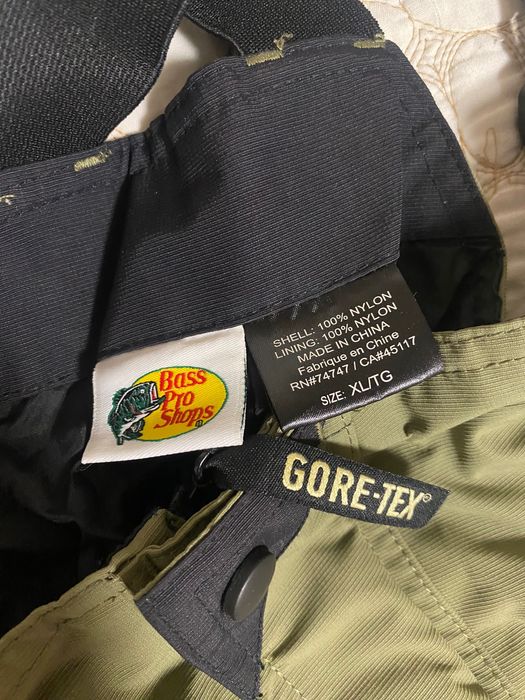 SHELL: 100% NYLON
LINING: 100% NYLON
MADE IN CHINA
Fabrique en Chine
RN#74747 / CA#45117
SIZE: XL/TG
Bass
Pro
Shops®
GORE-TEX®